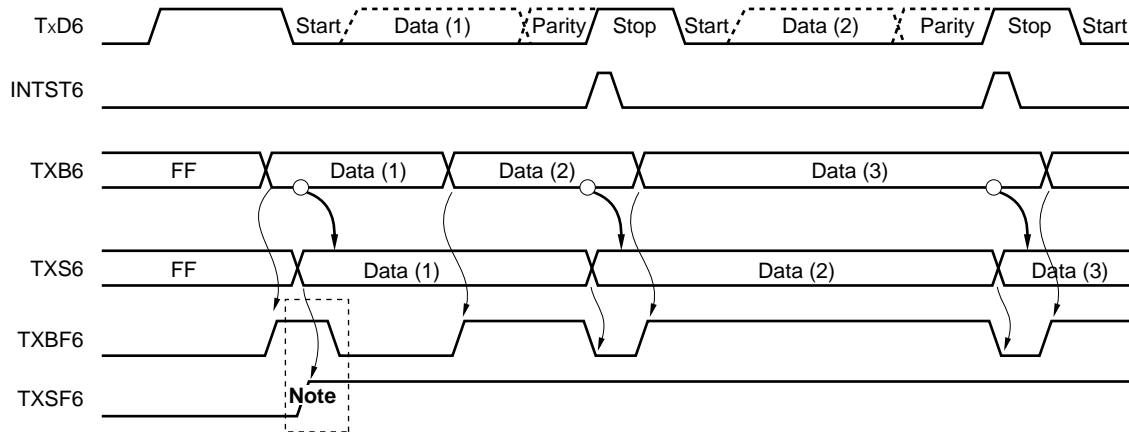 TxD6 Start Data (1) Parity Stop Start Data (2) Parity Stop Start
INTST6
TXB6 FF Data (1) Data (2) Data (3)
TXS6 FF Data (1) Data (2) Data (3)
TXBF6
TXSF6 Note